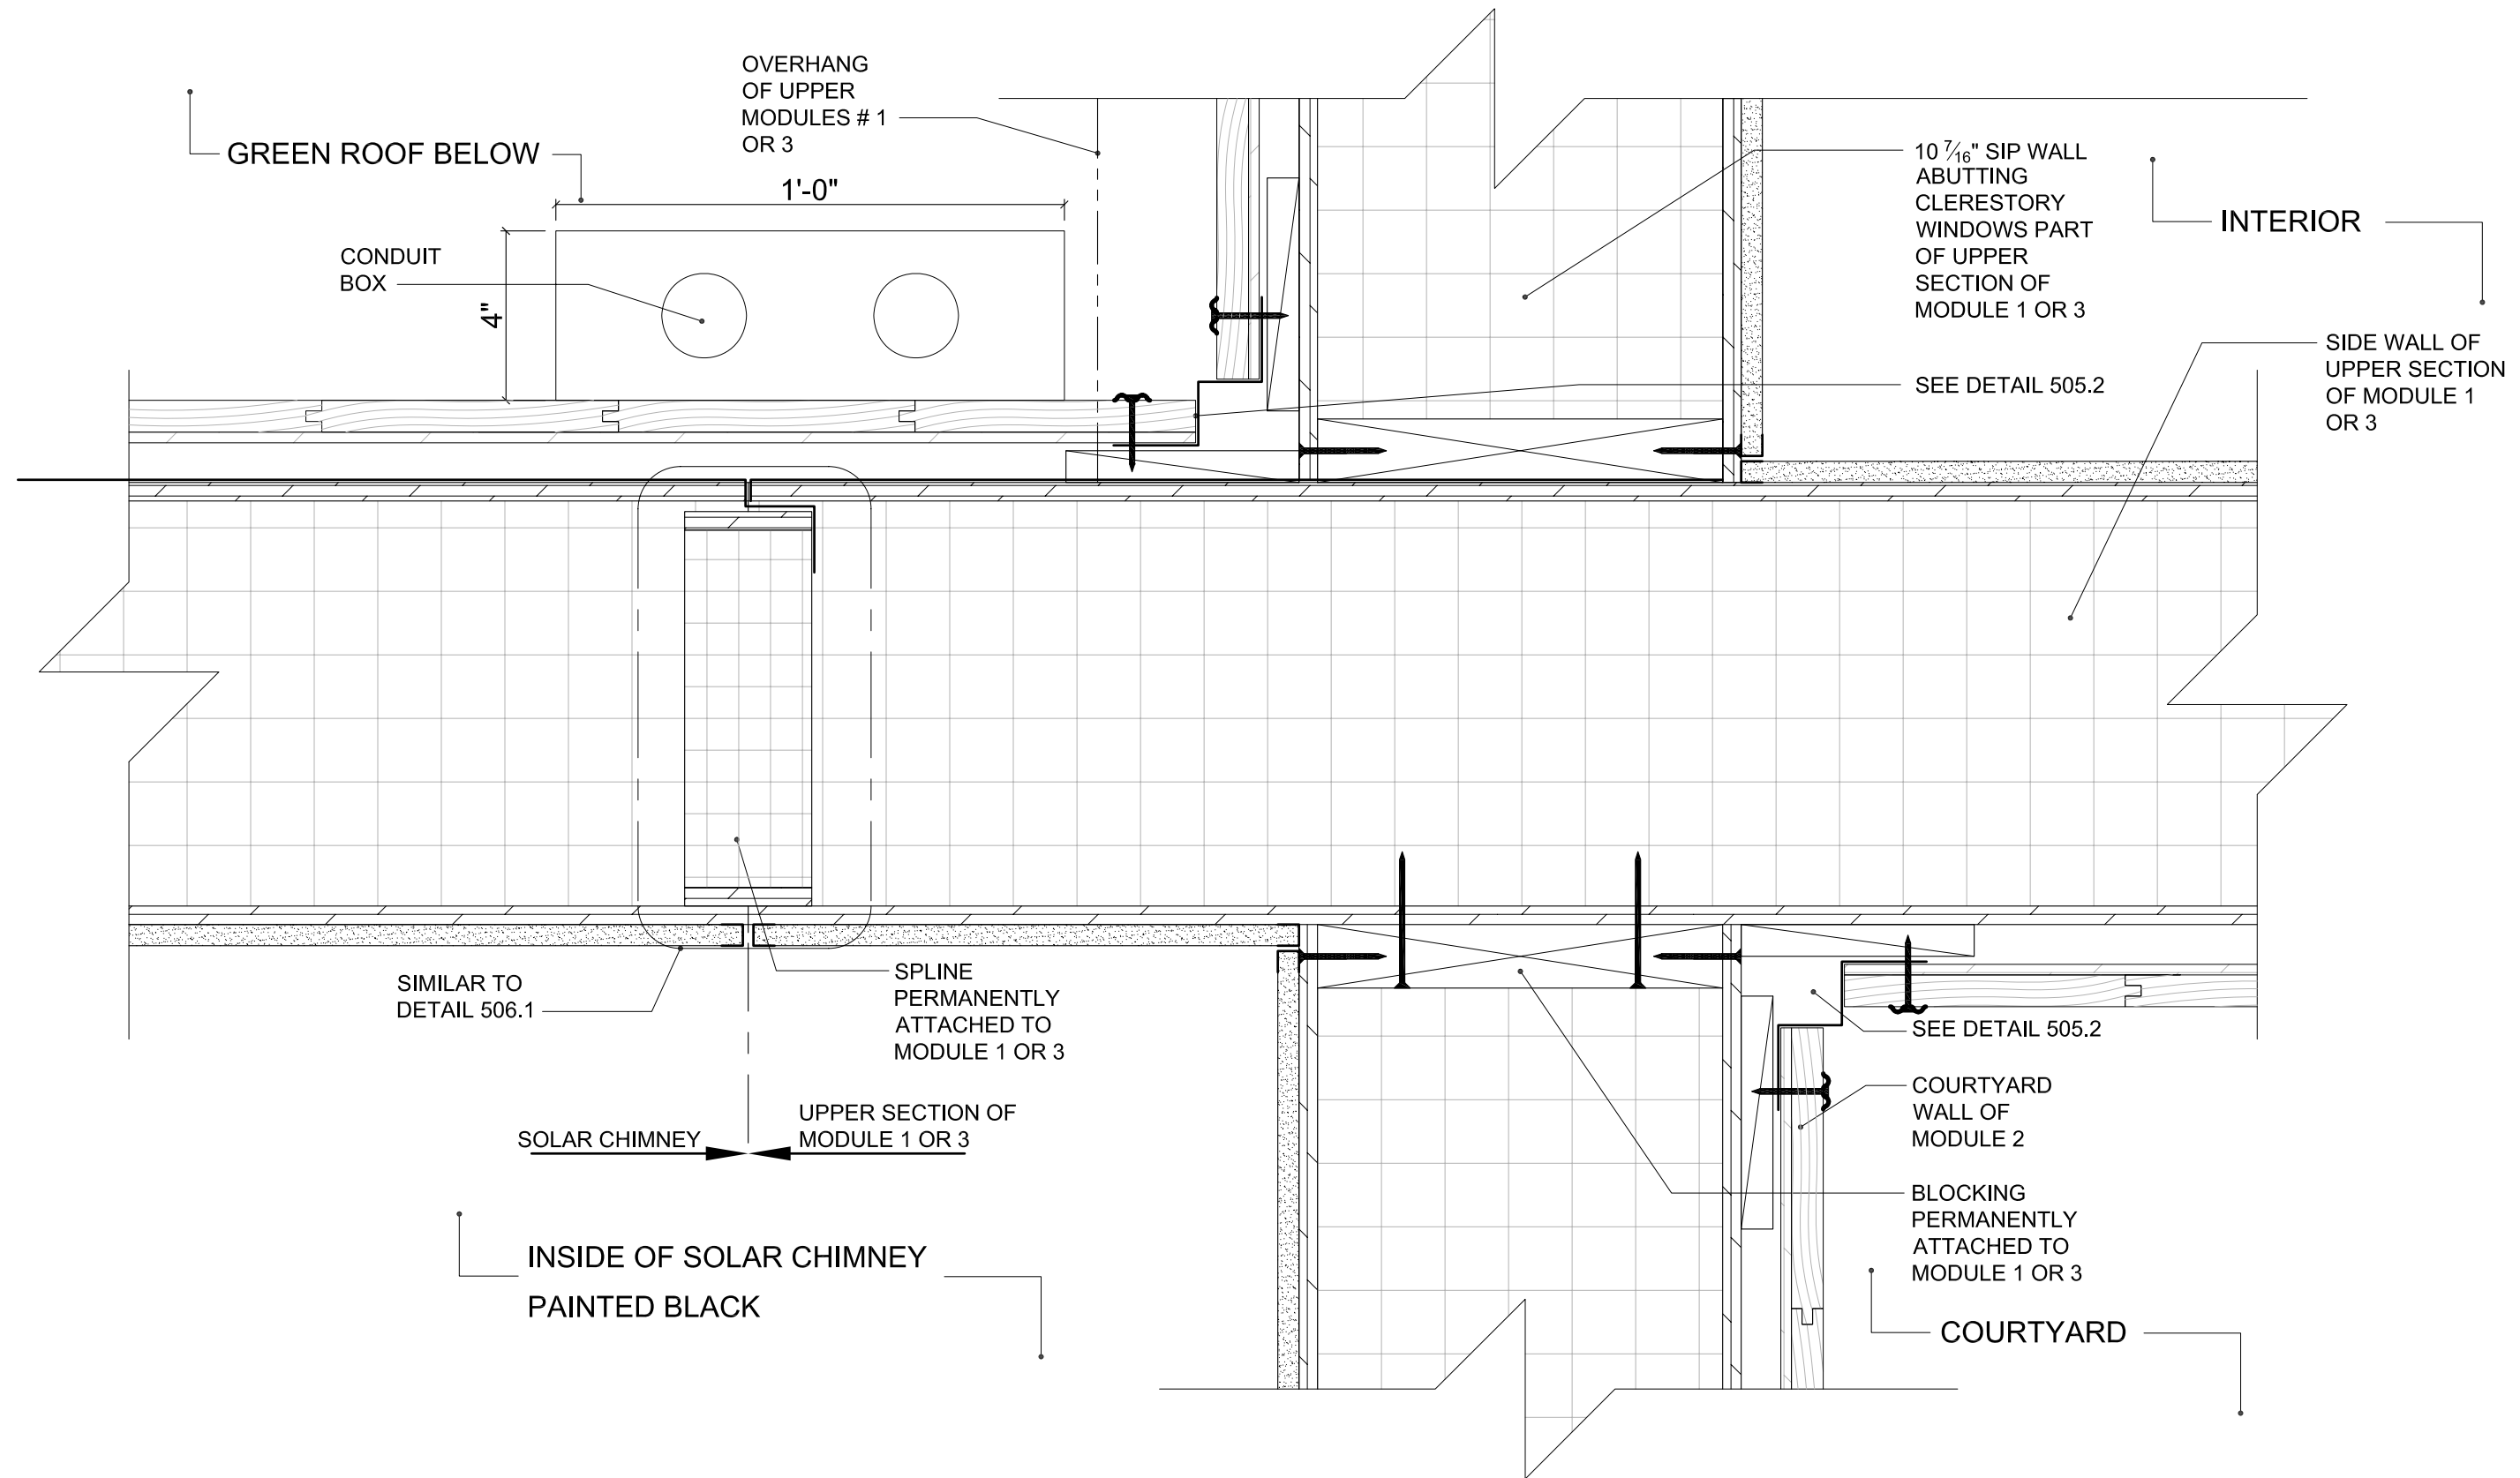 OVERHANG
OF UPPER
MODULES # 1
OR 3
GREEN ROOF BELOW
1'-0"
CONDUIT
BOX
4"
10 7/16" SIP WALL
ABUTTING
CLERESTORY
WINDOWS PART
OF UPPER
SECTION OF
MODULE 1 OR 3
INTERIOR
SIDE WALL OF
UPPER SECTION
OF MODULE 1
OR 3
SEE DETAIL 505.2
SIMILAR TO
DETAIL 506.1
SPLINE
PERMANENTLY
ATTACHED TO
MODULE 1 OR 3
SEE DETAIL 505.2
SOLAR CHIMNEY
UPPER SECTION OF
MODULE 1 OR 3
COURTYARD
WALL OF
MODULE 2
BLOCKING
PERMANENTLY
ATTACHED TO
MODULE 1 OR 3
INSIDE OF SOLAR CHIMNEY
PAINTED BLACK
COURTYARD